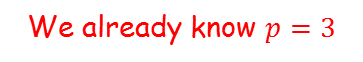 We already know p = 3